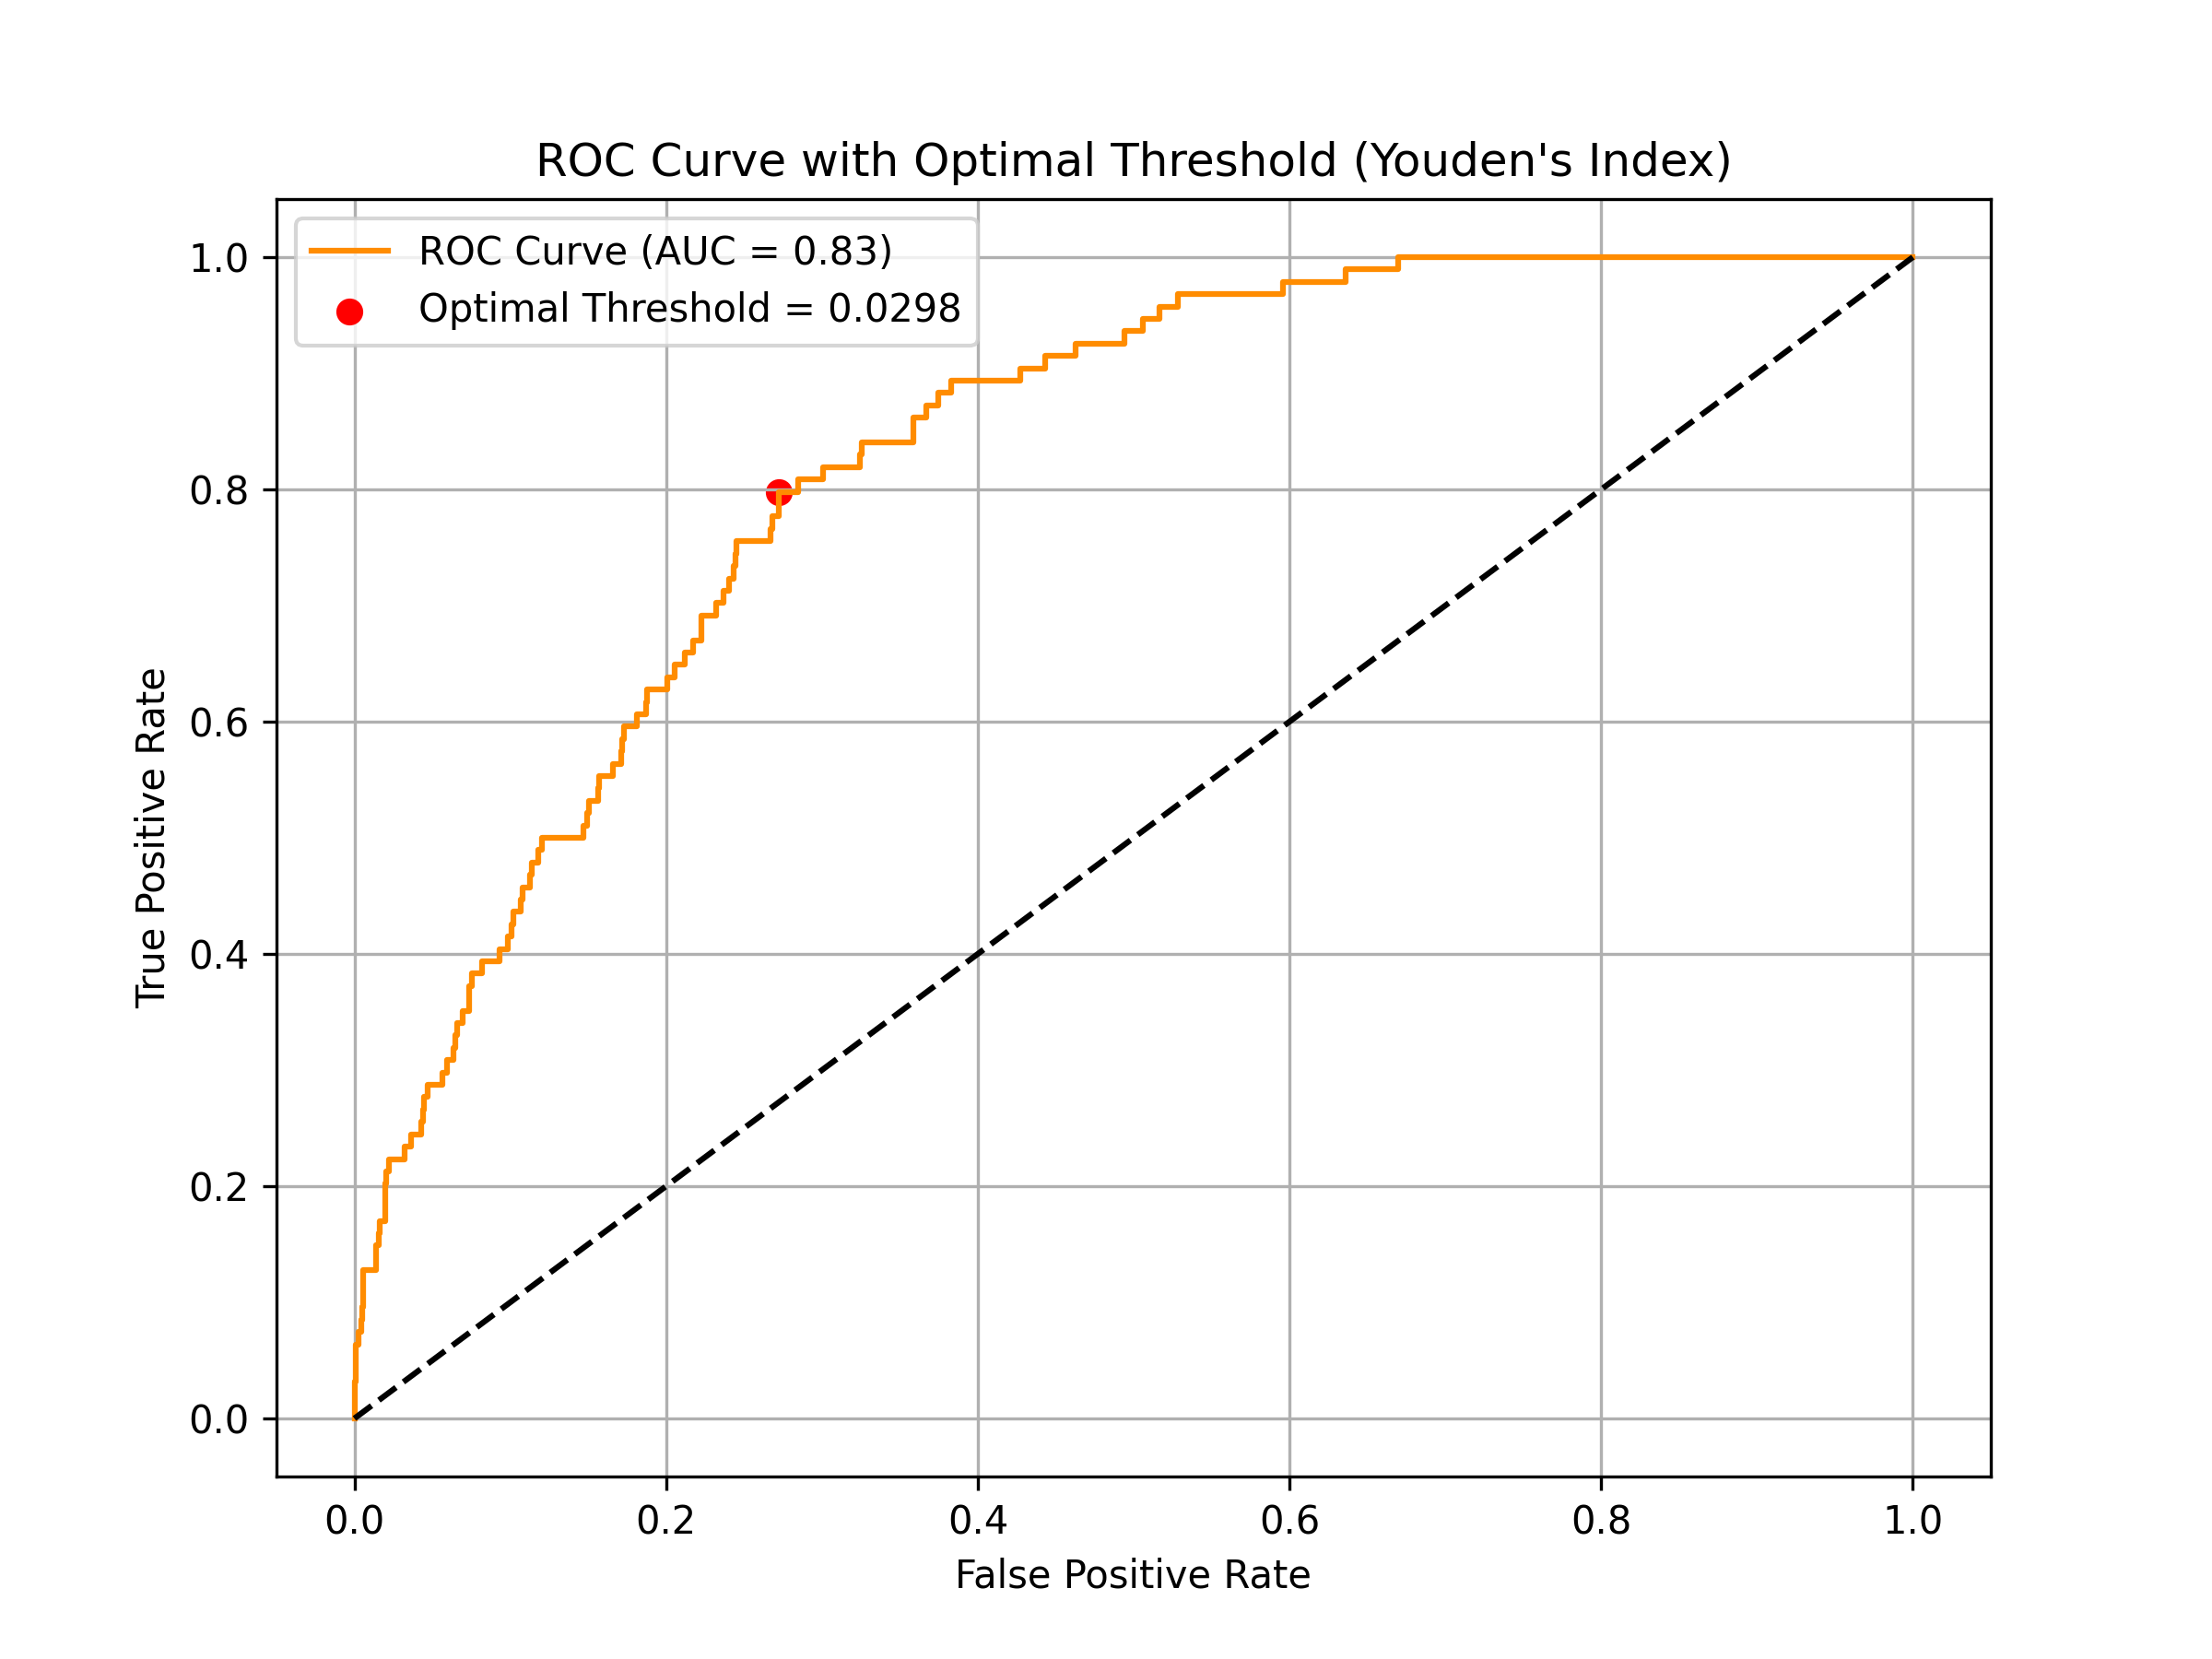 ROC Curve with Optimal Threshold (Youden's Index)
ROC Curve (AUC = 0.83)
Optimal Threshold = 0.0298
1.0
0.8
0.6
0.4
0.2
0.0
True Positive Rate
0.0 0.2 0.4 0.6 0.8 1.0
False Positive Rate